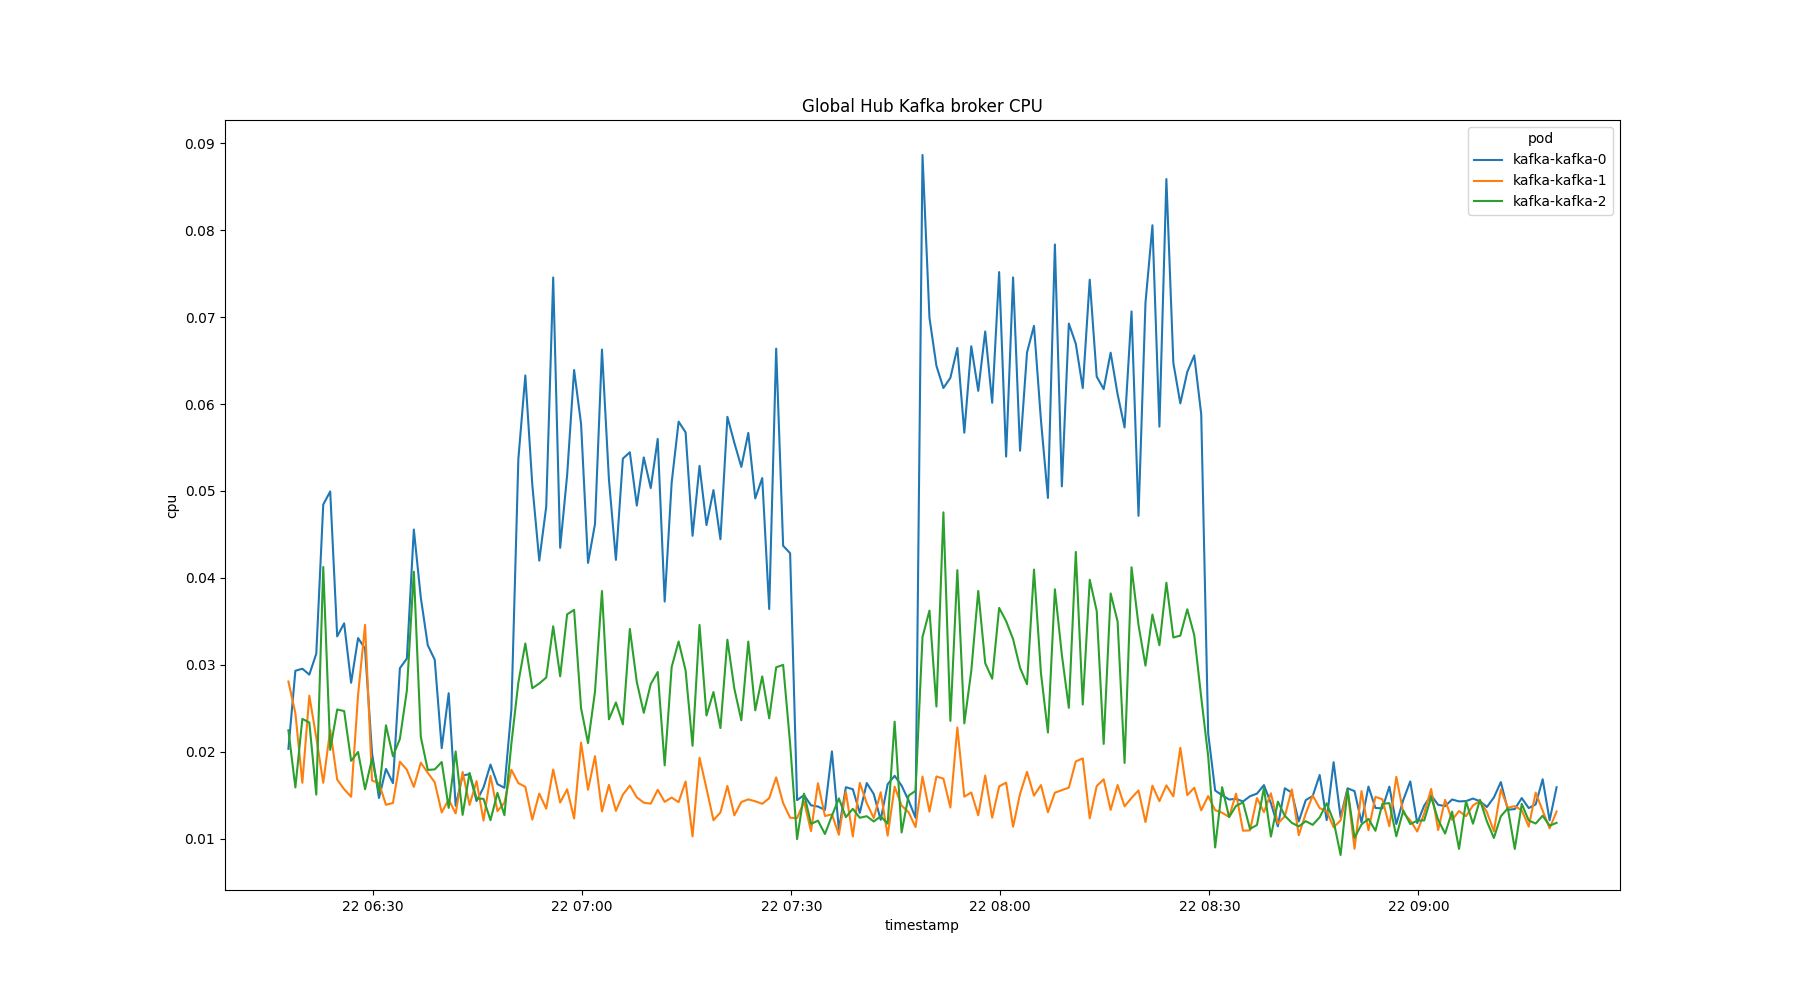 Global Hub Kafka broker CPU
pod
kafka-kafka-0
kafka-kafka-1
kafka-kafka-2
cpu
0.09
0.08
0.07
0.06
0.05
0.04
0.03
0.02
0.01
22 06:30
22 07:00
22 07:30
22 08:00
22 08:30
22 09:00
timestamp